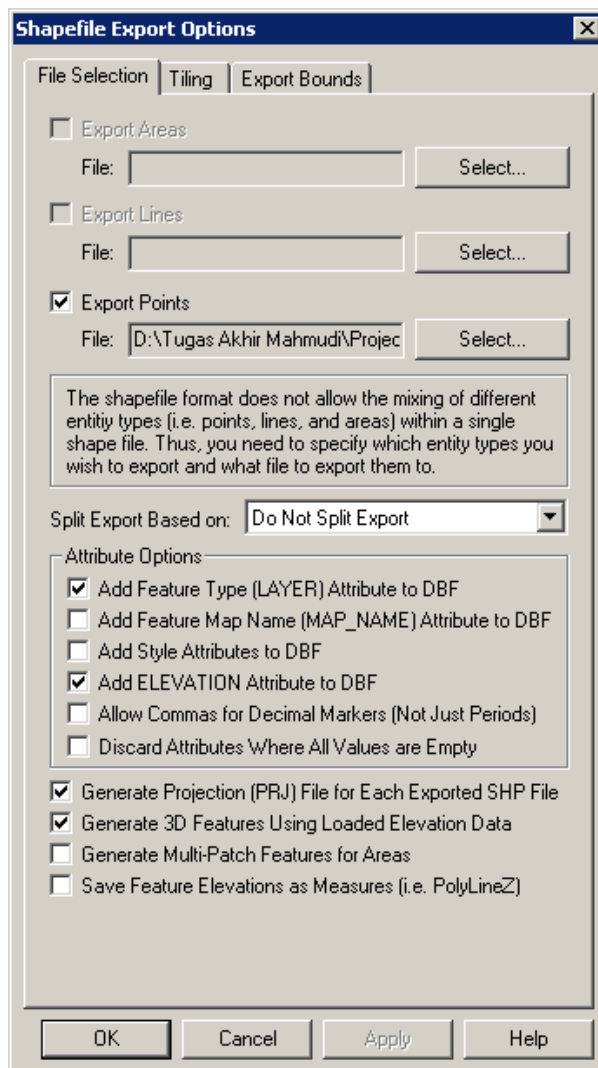 Shapefile Export Options
File Selection Tiling Export Bounds
Export Areas
File: Select...
Export Lines
File: Select...
Export Points
File: D:\Tugas Akhir Mahmudi\Projec Select...
The shapefile format does not allow the mixing of different
entitiy types (i.e. points, lines, and areas) within a single
shape file. Thus, you need to specify which entity types you
wish to export and what file to export them to.
Split Export Based on: Do Not Split Export
Attribute Options
Add Feature Type (LAYER) Attribute to DBF
Add Feature Map Name (MAP_NAME) Attribute to DBF
Add Style Attributes to DBF
Add ELEVATION Attribute to DBF
Allow Commas for Decimal Markers (Not Just Periods)
Discard Attributes Where All Values are Empty
Generate Projection (PRJ) File for Each Exported SHP File
Generate 3D Features Using Loaded Elevation Data
Generate Multi-Patch Features for Areas
Save Feature Elevations as Measures (i.e. PolyLineZ)
OK Cancel Apply Help